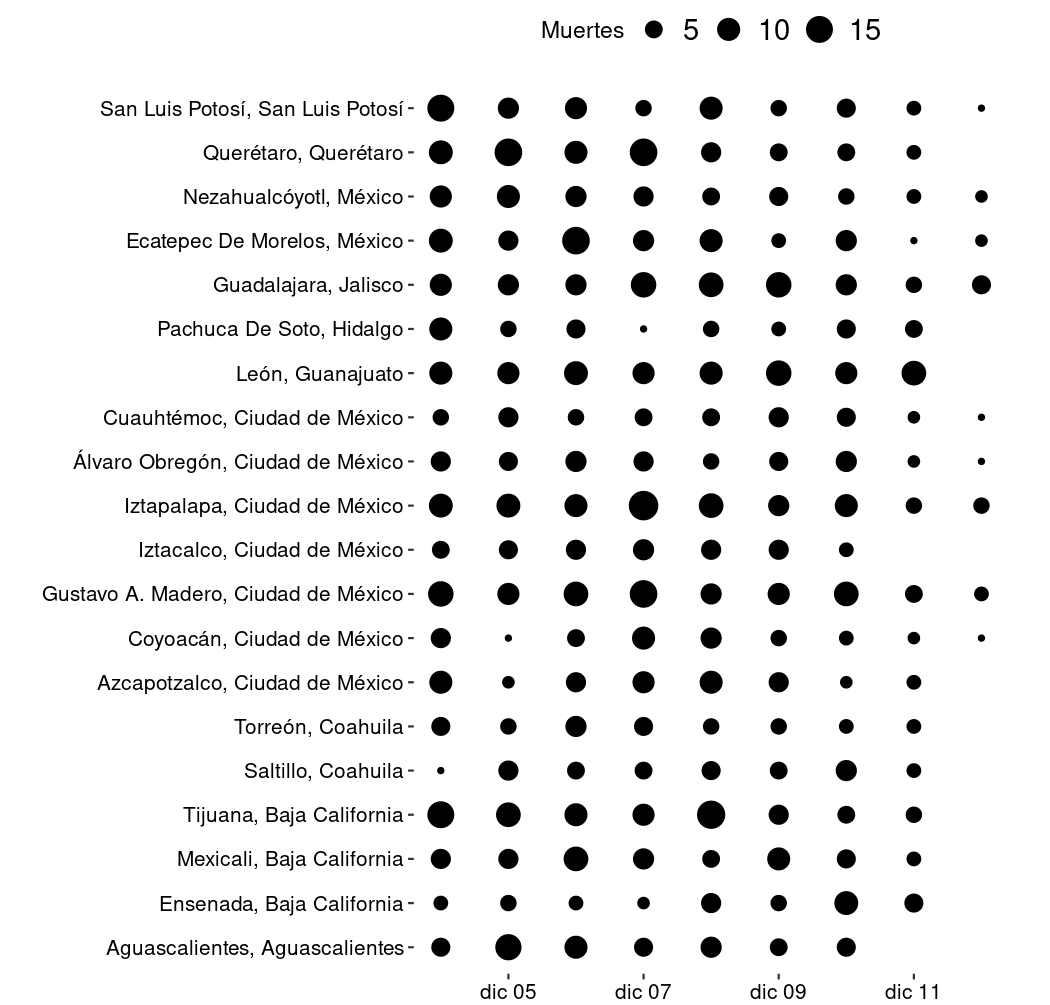 Muertes 5 10 15
San Luis Potosí, San Luis Potosí
Querétaro, Querétaro
Nezahualcóyotl, México
Ecatepec De Morelos, México
Guadalajara, Jalisco
Pachuca De Soto, Hidalgo
León, Guanajuato
Cuauhtémoc, Ciudad de México
Álvaro Obregón, Ciudad de México
Iztapalapa, Ciudad de México
Iztacalco, Ciudad de México
Gustavo A. Madero, Ciudad de México
Coyoacán, Ciudad de México
Azcapotzalco, Ciudad de México
Torreón, Coahuila
Saltillo, Coahuila
Tijuana, Baja California
Mexicali, Baja California
Ensenada, Baja California
Aguascalientes, Aguascalientes
dic 05 dic 07 dic 09 dic 11